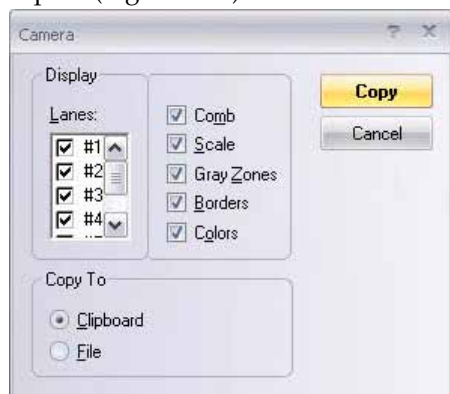 Camera
Display
Lanes:
#1
#2
#3
#4
Comb
Scale
Gray Zones
Borders
Colors
Copy
Cancel
Copy To
Clipboard
File